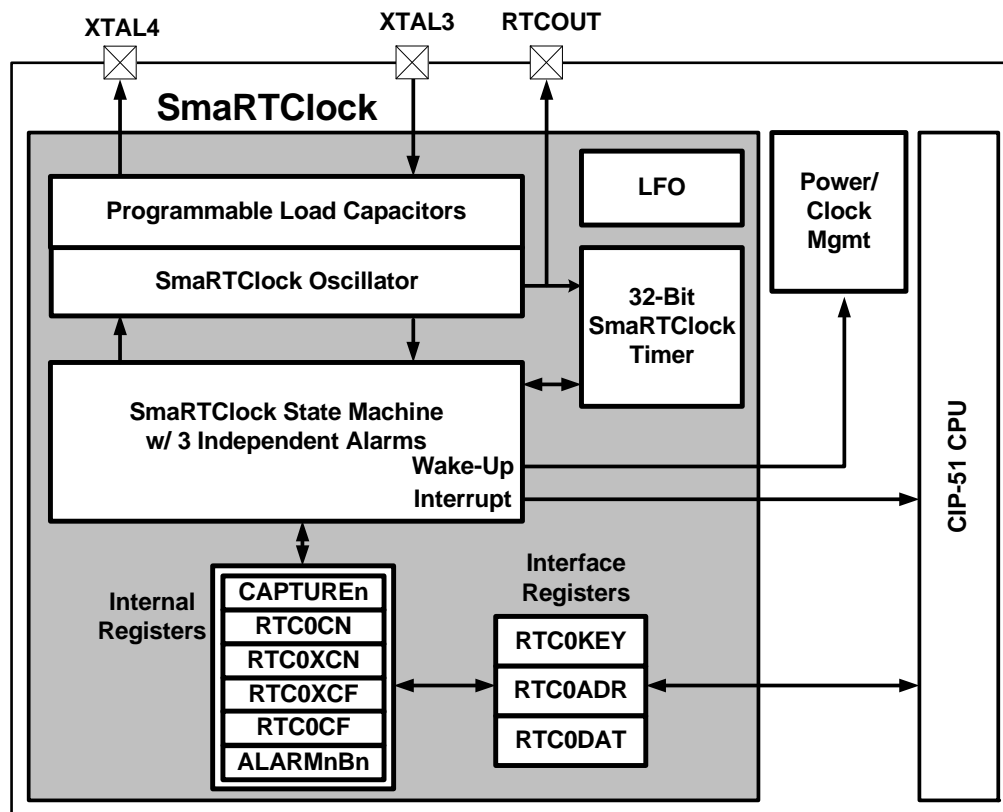 XTAL4
XTAL3
RTCOUT
SmaRTClock
Programmable Load Capacitors
SmaRTClock Oscillator
LFO
32-Bit
SmaRTClock
Timer
Power/
Clock
Mgmt
CIP-51 CPU
SmaRTClock State Machine
w/ 3 Independent Alarms
Wake-Up
Interrupt
Internal
Registers
CAPTUREn
RTC0CN
RTC0XCN
RTC0XCF
RTC0CF
ALARMnBn
Interface
Registers
RTC0KEY
RTC0ADR
RTC0DAT